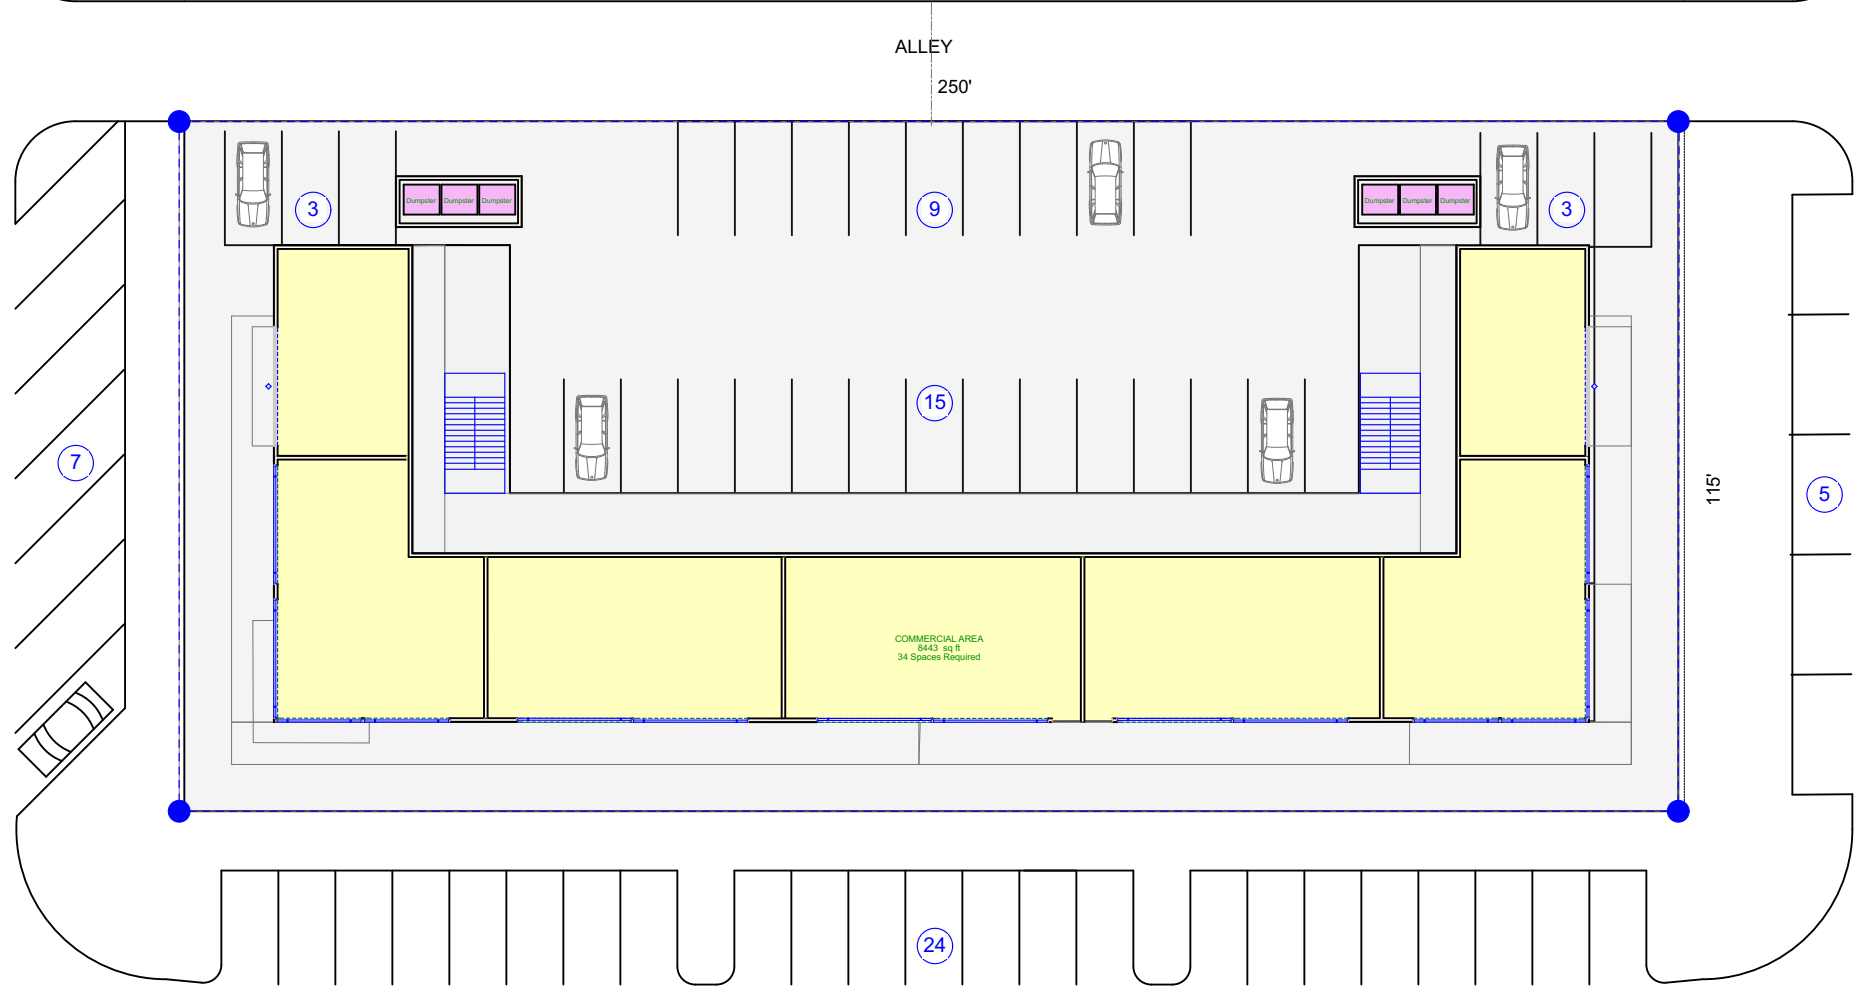 ALLEY
250'
Dumpster Dumpster Dumpster
Dumpster Dumpster Dumpster
3
9
3
15
7
5
115'
COMMERCIAL AREA
8443 sq ft
34 Spaces Required
24